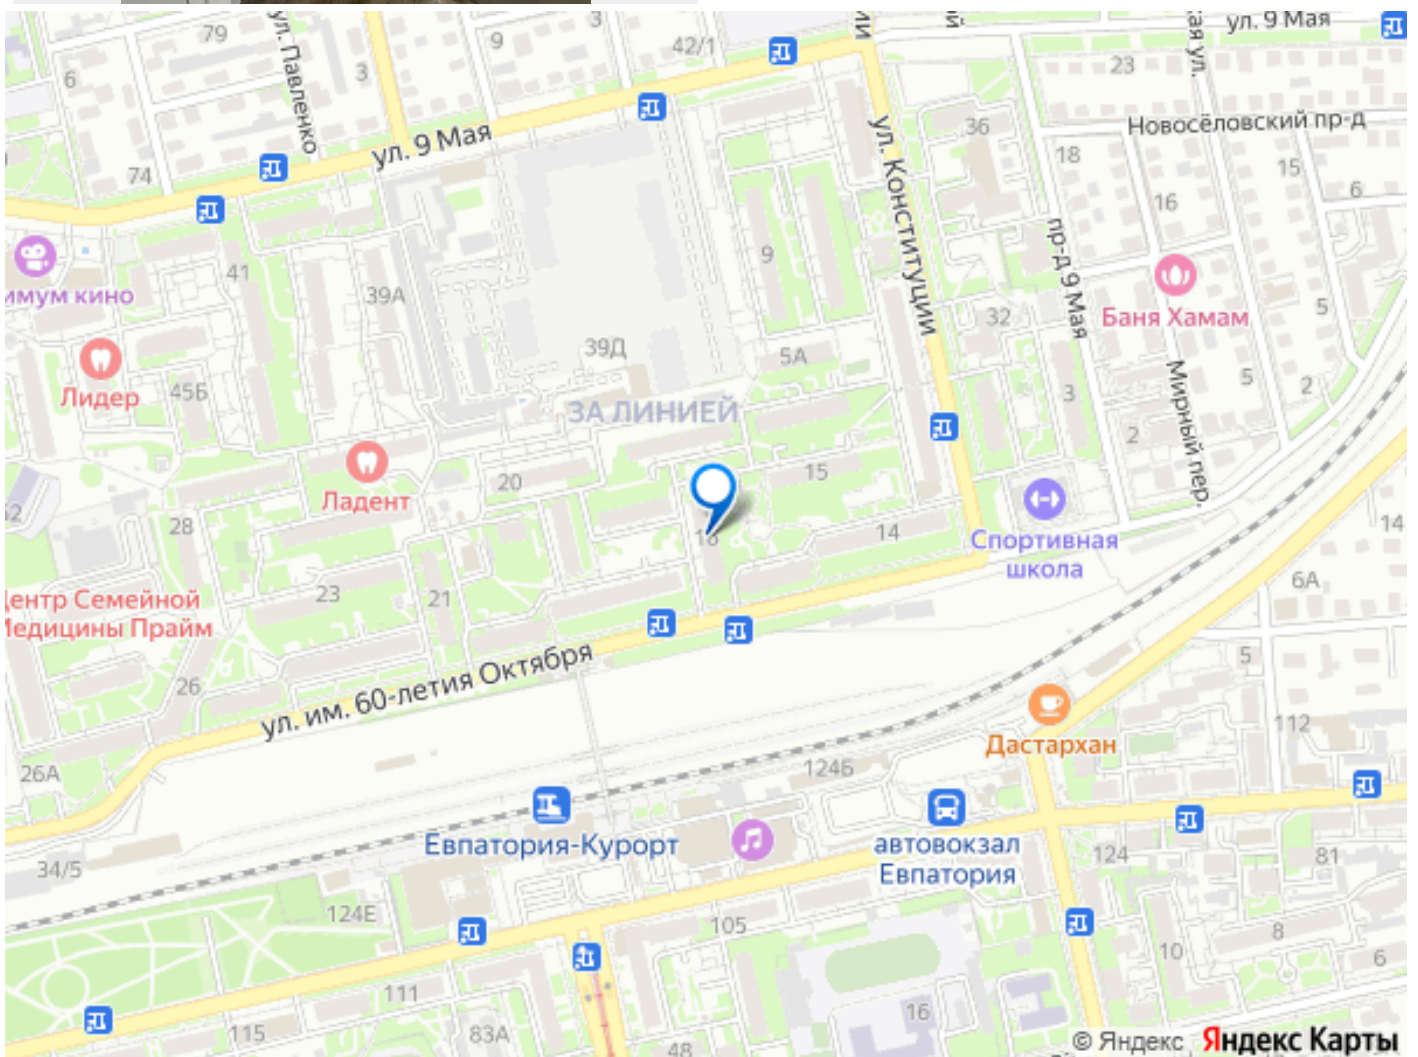 79
9
3
42/1
ул. 9 Мая
6
ул. Павленко
3
23
ул. 9 Мая
74
36
Новосёловский пр-д
18
15
6
16
ул. Конституции
41
39А
9
пр-д 9 Мая
имум кино
32
Баня Хамам
5
39Д
5А
Лидер
45Б
ЗА ЛИНИЕЙ
3
5
2
Мирный пер.
2
20
15
Ладент
28
14
14
Спортивная
школа
6А
23
21
ентр Семейной
едицины Прайм
5
26
ул. им. 60-летия Октября
112
Дастархан
26А
124Б
Евпатория-Курорт
автовокзал
Евпатория
124
81
34/5
124Е
105
8
10
6
111
16
115
83А
48
© Яндекс Яндекс Карты